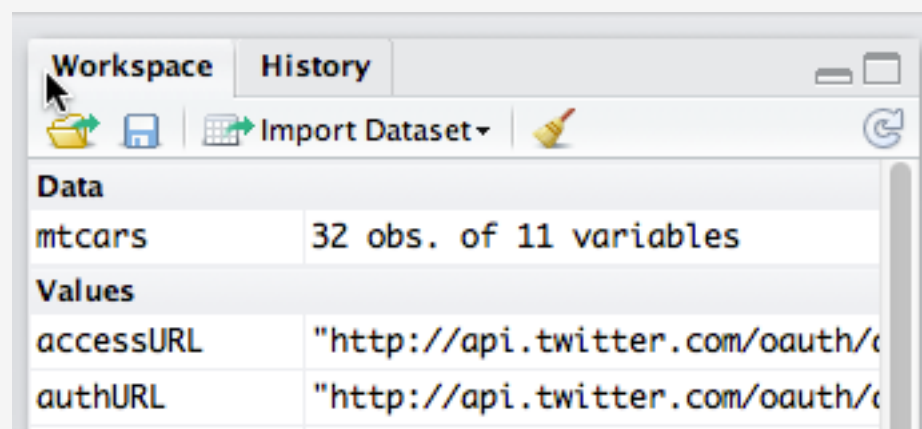 Workspace History
Import Dataset
Data
mtcars 32 obs. of 11 variables
Values
accessURL "http://api.twitter.com/oauth/
authURL "http://api.twitter.com/oauth/